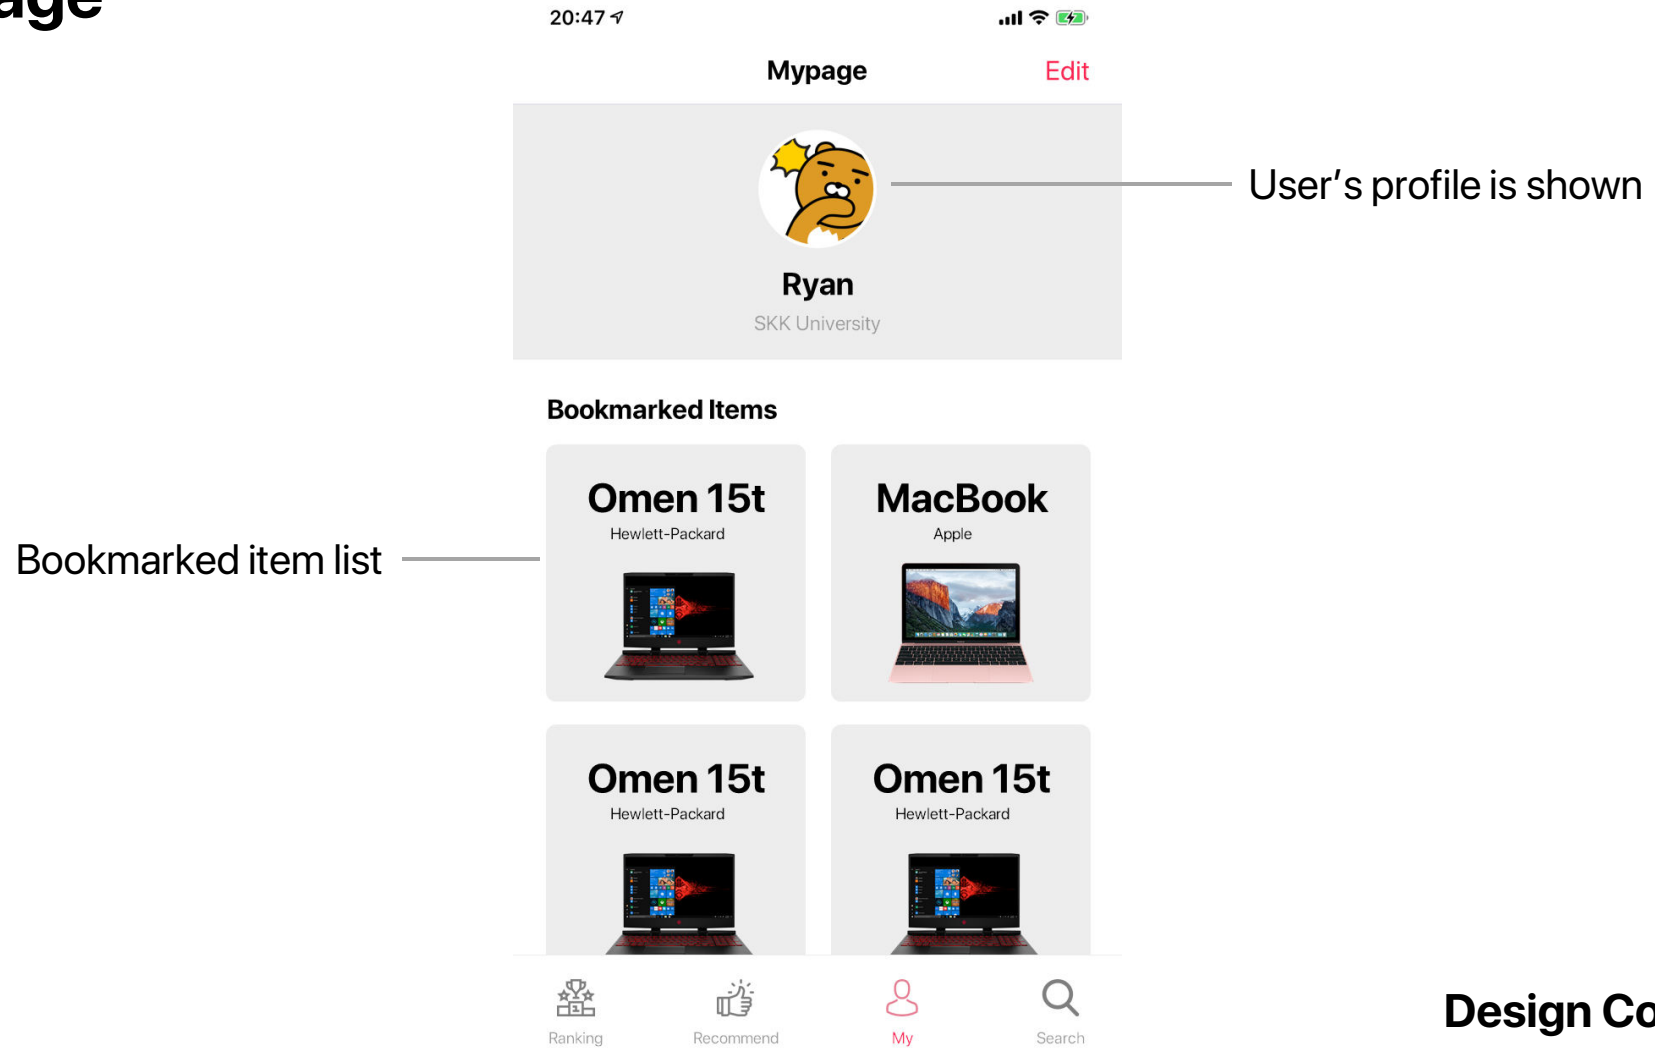 20:47
Mypage
Edit
User's profile is shown
Ryan
SKK University
Bookmarked Items
Omen 15t
Hewlett-Packard
MacBook
Apple
Bookmarked item list
Omen 15t
Hewlett-Packard
Omen 15t
Hewlett-Packard
Ranking
Recommend
My
Search
Design Co